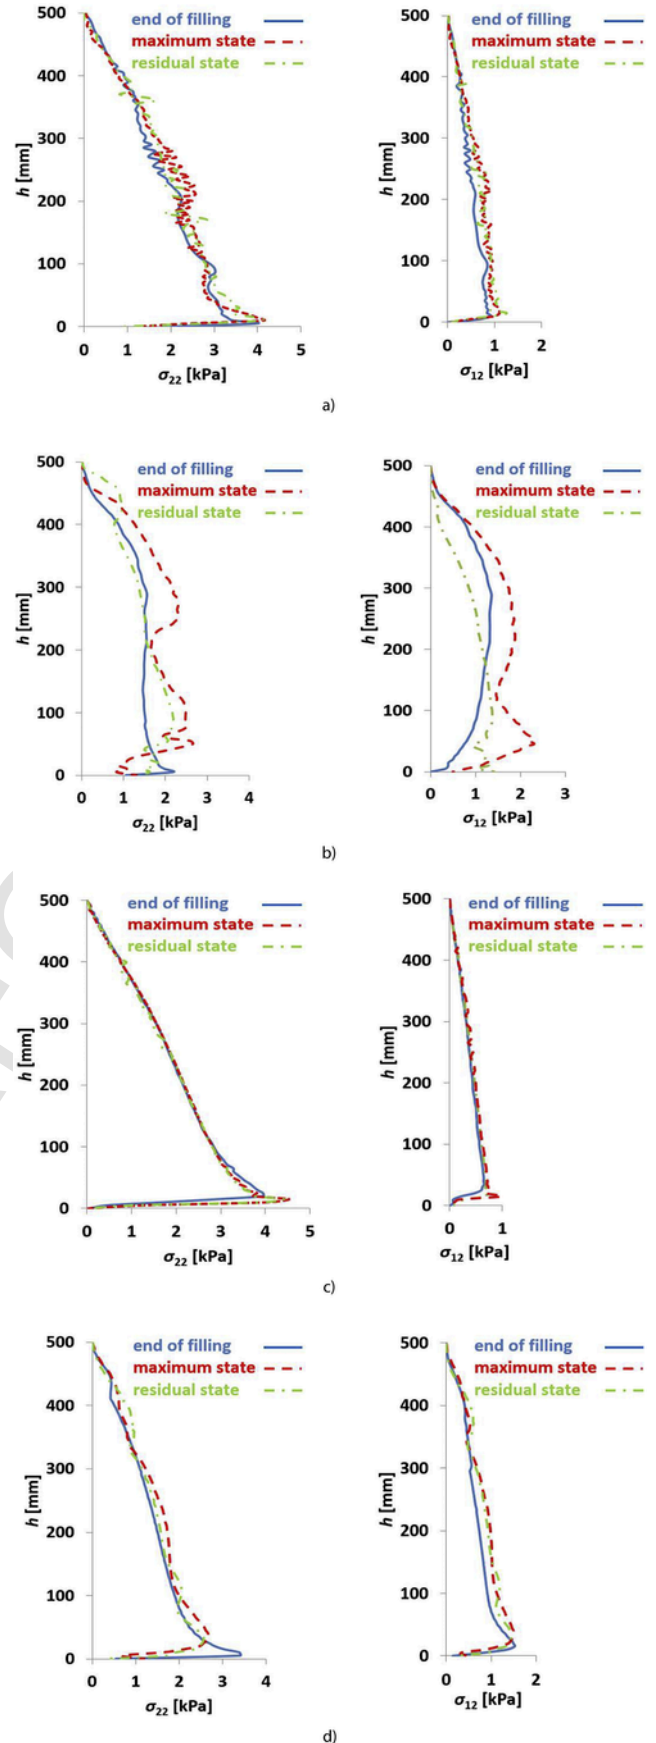 500
400
300
200
100
0
h [mm]
end of filling
maximum state
residual state
0 1 2 3 4 5
σ22 [kPa]
500
400
300
200
100
0
h [mm]
end of filling
maximum state
residual state
0 1 2
σ12 [kPa]
a)
500
400
300
200
100
0
h [mm]
end of filling
maximum state
residual state
0 1 2 3 4
σ22 [kPa]
500
400
300
200
100
0
h [mm]
end of filling
maximum state
residual state
0 1 2 3
σ12 [kPa]
b)
500
400
300
200
100
0
h [mm]
end of filling
maximum state
residual state
0 1 2 3 4 5
σ22 [kPa]
500
400
300
200
100
0
h [mm]
end of filling
maximum state
residual state
0 1
σ12 [kPa]
c)
500
400
300
200
100
0
h [mm]
end of filling
maximum state
residual state
0 1 2 3 4
σ22 [kPa]
500
400
300
200
100
0
h [mm]
end of filling
maximum state
residual state
0 1 2
σ12 [kPa]
d)